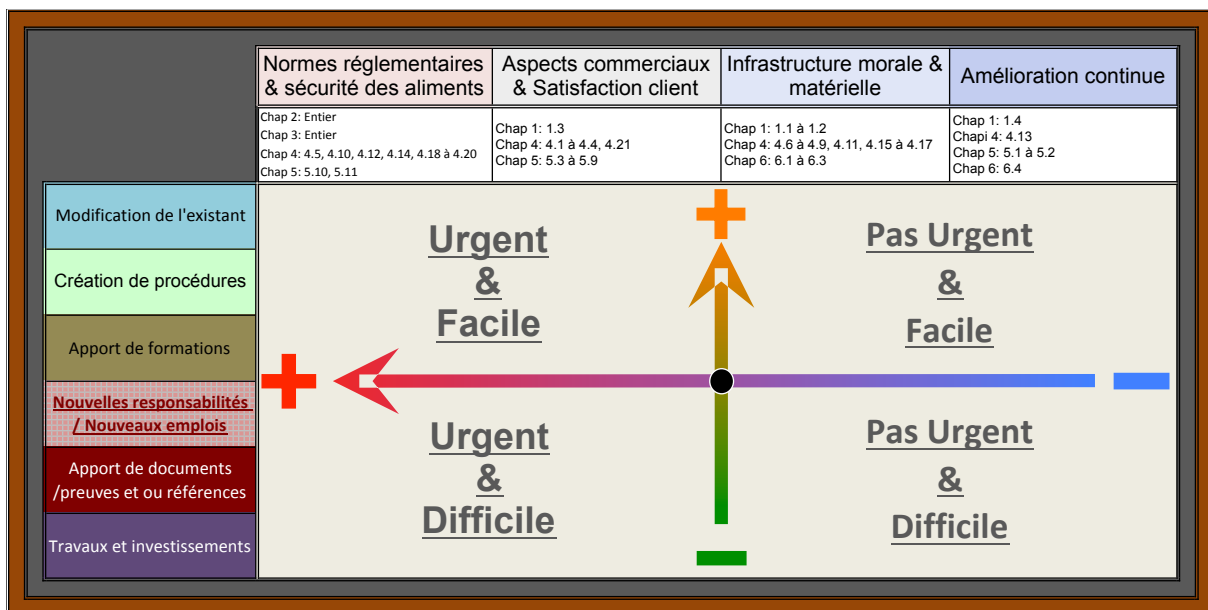 Normes réglementaires
& sécurité des aliments
Aspects commerciaux
& Satisfaction client
Infrastructure morale &
matérielle
Amélioration continue
Chap 2: Entier
Chap 3: Entier
Chap 4: 4.5, 4.10, 4.12, 4.14, 4.18 à 4.20
Chap 5: 5.10, 5.11
Chap 1: 1.3
Chap 4: 4.1 à 4.4, 4.21
Chap 5: 5.3 à 5.9
Chap 1: 1.1 à 1.2
Chap 4: 4.6 à 4.9, 4.11, 4.15 à 4.17
Chap 6: 6.1 à 6.3
Chap 1: 1.4
Chapi 4: 4.13
Chap 5: 5.1 à 5.2
Chap 6: 6.4
Modification de l'existant
Création de procédures
Apport de formations
Nouvelles responsabilités
/ Nouveaux emplois
Apport de documents
/preuves et ou références
Travaux et investissements
Urgent
&
Facile
Pas Urgent
&
Facile
Urgent
&
Difficile
Pas Urgent
&
Difficile